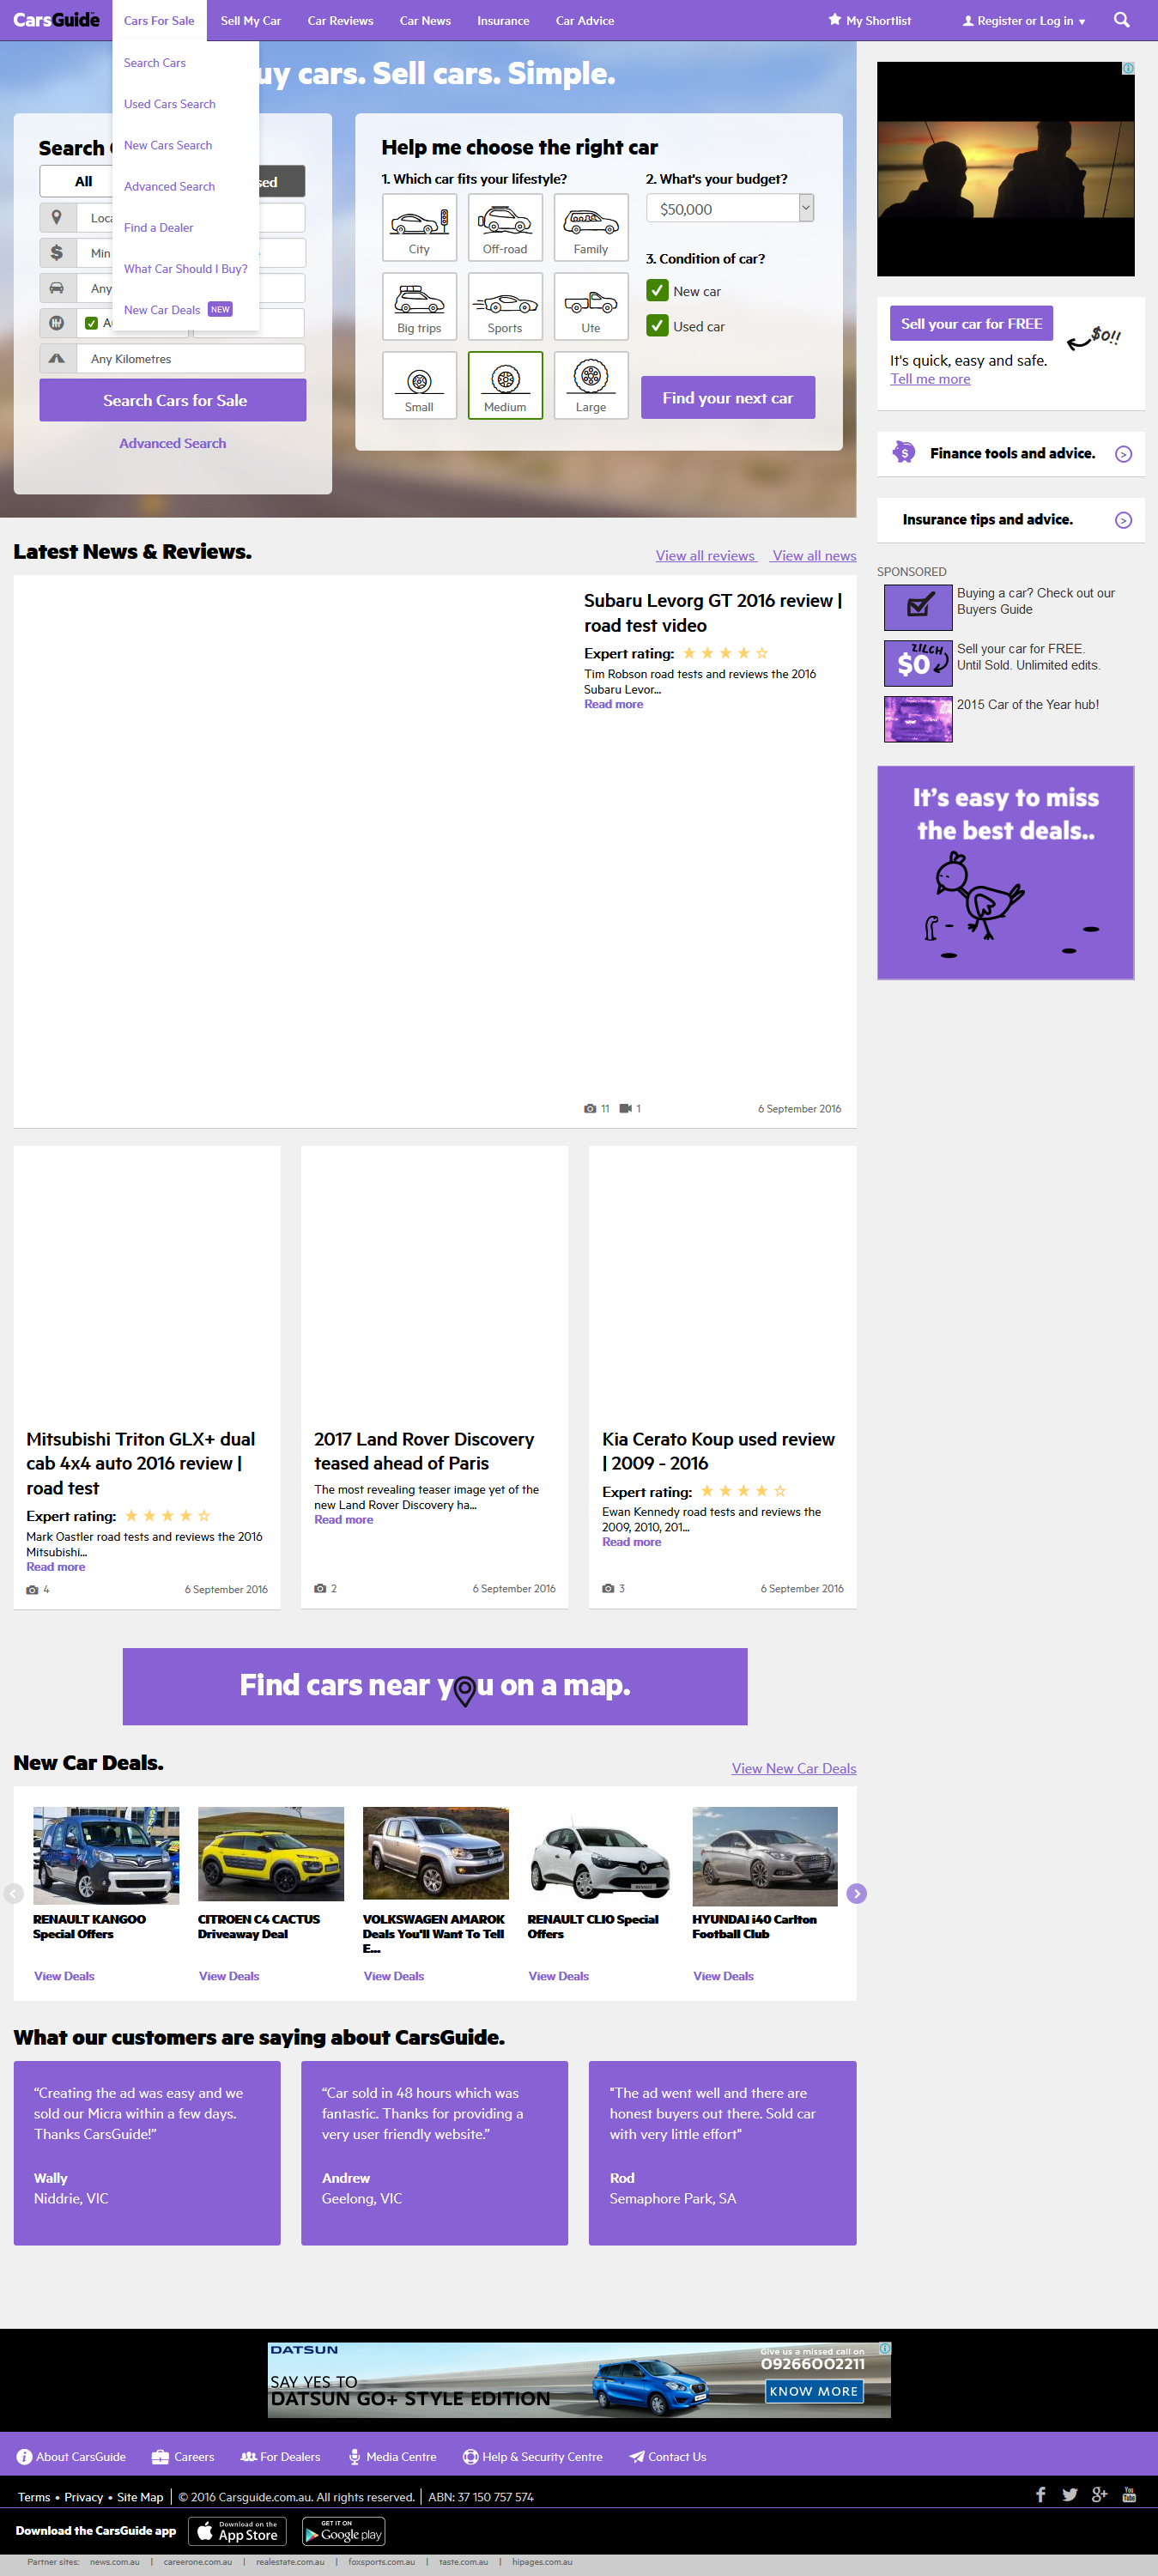 CarsGuide
Cars For Sale
Sell My Car
Car Reviews
Car News
Insurance
Car Advice
My Shortlist
Register or Log in
Search Cars
Used Cars Search
New Cars Search
Advanced Search
Find a Dealer
What Car Should I Buy?
New Car Deals NEW
uy cars. Sell cars. Simple.
Search
All
sed
Loca
Min
Any
Any Kilometres
Search Cars for Sale
Advanced Search
Help me choose the right car
1. Which car fits your lifestyle?
City
Off-road
Family
Big trips
Sports
Ute
Small
Medium
Large
2. What's your budget?
$50,000
3. Condition of car?
New car
Used car
Find your next car
Sell your car for FREE
$0!!
It's quick, easy and safe.
Tell me more
Finance tools and advice.
Insurance tips and advice.
SPONSORED
Buying a car? Check out our
Buyers Guide
ZILCH
$0
Sell your car for FREE.
Until Sold. Unlimited edits.
2015 Car of the Year hub!
It's easy to miss
the best deals..
Latest News & Reviews.
View all reviews
View all news
Subaru Levorg GT 2016 review |
road test video
Expert rating:
Tim Robson road tests and reviews the 2016
Subaru Levor...
Read more
11
1
6 September 2016
Mitsubishi Triton GLX+ dual
cab 4x4 auto 2016 review |
road test
Expert rating:
Mark Oastler road tests and reviews the 2016
Mitsubishi...
Read more
4
6 September 2016
2017 Land Rover Discovery
teased ahead of Paris
The most revealing teaser image yet of the
new Land Rover Discovery ha...
Read more
2
6 September 2016
Kia Cerato Koup used review
| 2009 - 2016
Expert rating:
Ewan Kennedy road tests and reviews the
2009, 2010, 201...
Read more
3
6 September 2016
Find cars near you on a map.
New Car Deals.
View New Car Deals
RENAULT KANGOO
Special Offers
View Deals
CITROEN C4 CACTUS
Driveaway Deal
View Deals
VOLKSWAGEN AMAROK
Deals You'll Want To Tell
E...
View Deals
RENAULT CLIO Special
Offers
View Deals
HYUNDAI i40 Carlton
Football Club
View Deals
What our customers are saying about CarsGuide.
“Creating the ad was easy and we
sold our Micra within a few days.
Thanks CarsGuide!”
Wally
Niddrie, VIC
“Car sold in 48 hours which was
fantastic. Thanks for providing a
very user friendly website.”
Andrew
Geelong, VIC
"The ad went well and there are
honest buyers out there. Sold car
with very little effort"
Rod
Semaphore Park, SA
DATSUN
SAY YES TO
DATSUN GO+ STYLE EDITION
Give us a missed call on
09266002211
KNOW MORE
About CarsGuide
Careers
For Dealers
Media Centre
Help & Security Centre
Contact Us
Terms • Privacy • Site Map | © 2016 Carsguide.com.au. All rights reserved. | ABN: 37 150 757 574
You Tube
Download the CarsGuide app
Download on the
App Store
GET IT ON
Google play
Partner sites: news.com.au | careerone.com.au | realestate.com.au | foxsports.com.au | taste.com.au | hipages.com.au